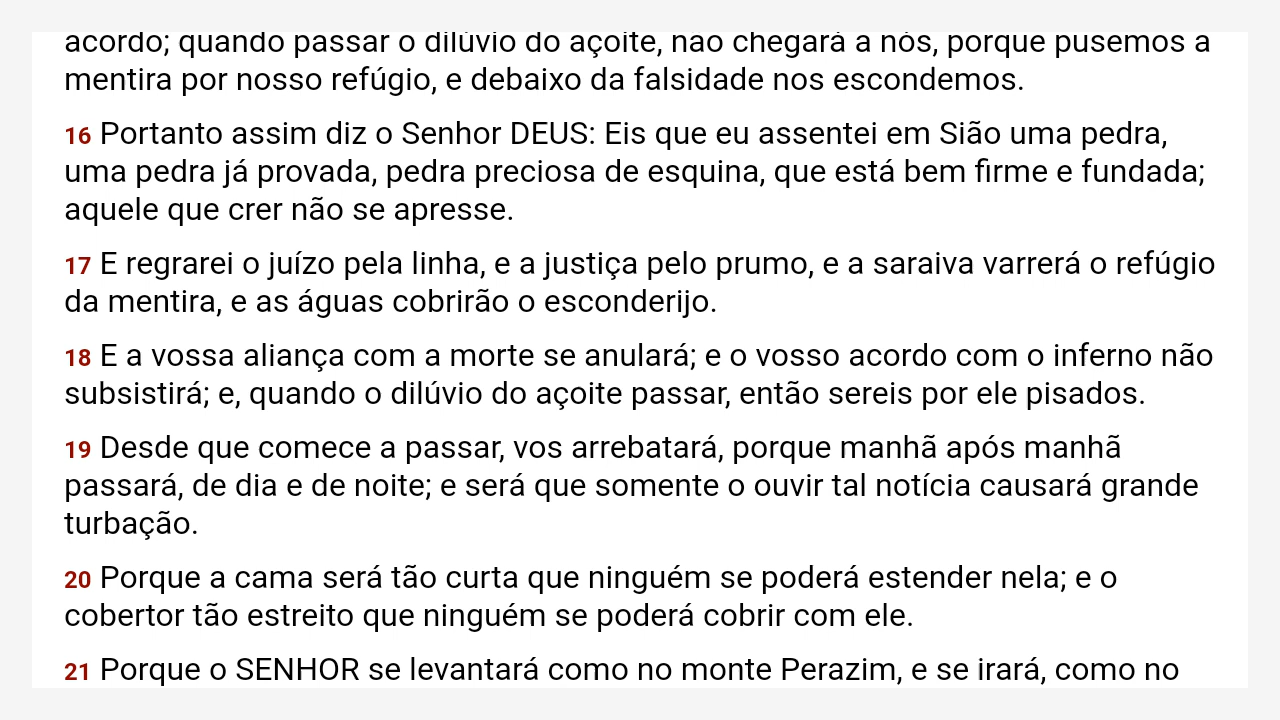 acordo; quando passar o dilúvio do açoite, não chegará a nós, porque pusemos a
mentira por nosso refúgio, e debaixo da falsidade nos escondemos.
16 Portanto assim diz o Senhor DEUS: Eis que eu assentei em Sião uma pedra,
uma pedra já provada, pedra preciosa de esquina, que está bem firme e fundada;
aquele que crer não se apresse.
17 E regrarei o juízo pela linha, e a justiça pelo prumo, e a saraiva varrerá o refúgio
da mentira, e as águas cobrirão o esconderijo.
18 E a vossa aliança com a morte se anulará; e o vosso acordo com o inferno não
subsistirá; e, quando o dilúvio do açoite passar, então sereis por ele pisados.
19 Desde que comece a passar, vos arrebatará, porque manhã após manhã
passará, de dia e de noite; e será que somente o ouvir tal notícia causará grande
turbação.
20 Porque a cama será tão curta que ninguém se poderá estender nela; e o
cobertor tão estreito que ninguém se poderá cobrir com ele.
21 Porque o SENHOR se levantará como no monte Perazim, e se irará, como no